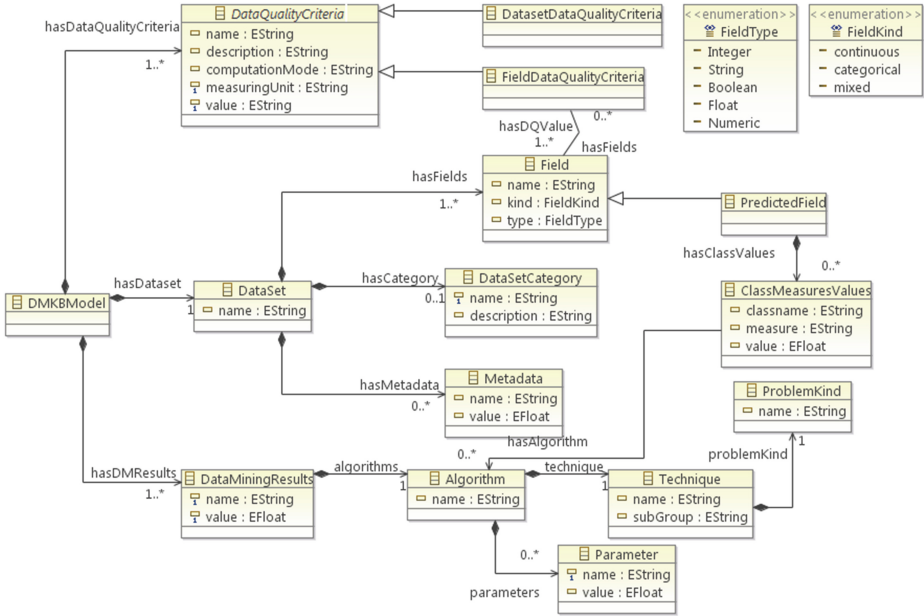 DataQualityCriteria
name : EString
description : EString
computationMode : EString
measuringUnit : EString
value : EString
DatasetDataQualityCriteria
<<enumeration>>
FieldType
Integer
String
Boolean
Float
Numeric
<<enumeration>>
FieldKind
continuous
categorical
mixed
hasDataQualityCriteria
1..*
FieldDataQualityCriteria
hasDQValue
0..*
1..*
hasFields
Field
name : EString
kind : FieldKind
type : FieldType
hasFields
1..*
PredictedField
hasClassValues
0..*
DMKBModel
hasDataset
1
DataSet
name : EString
hasCategory
0..1
DataSetCategory
name : EString
description : EString
ClassMeasuresValues
classname : EString
measure : EString
value : EFloat
hasMetadata
0..*
Metadata
name : EString
value : EFloat
ProblemKind
name : EString
hasAlgorithm
0..*
1
problemKind
hasDMResults
1..*
DataMiningResults
name : EString
value : EFloat
algorithms
1
Algorithm
name : EString
technique
1
Technique
name : EString
subGroup : EString
0..*
parameters
Parameter
name : EString
value : EFloat